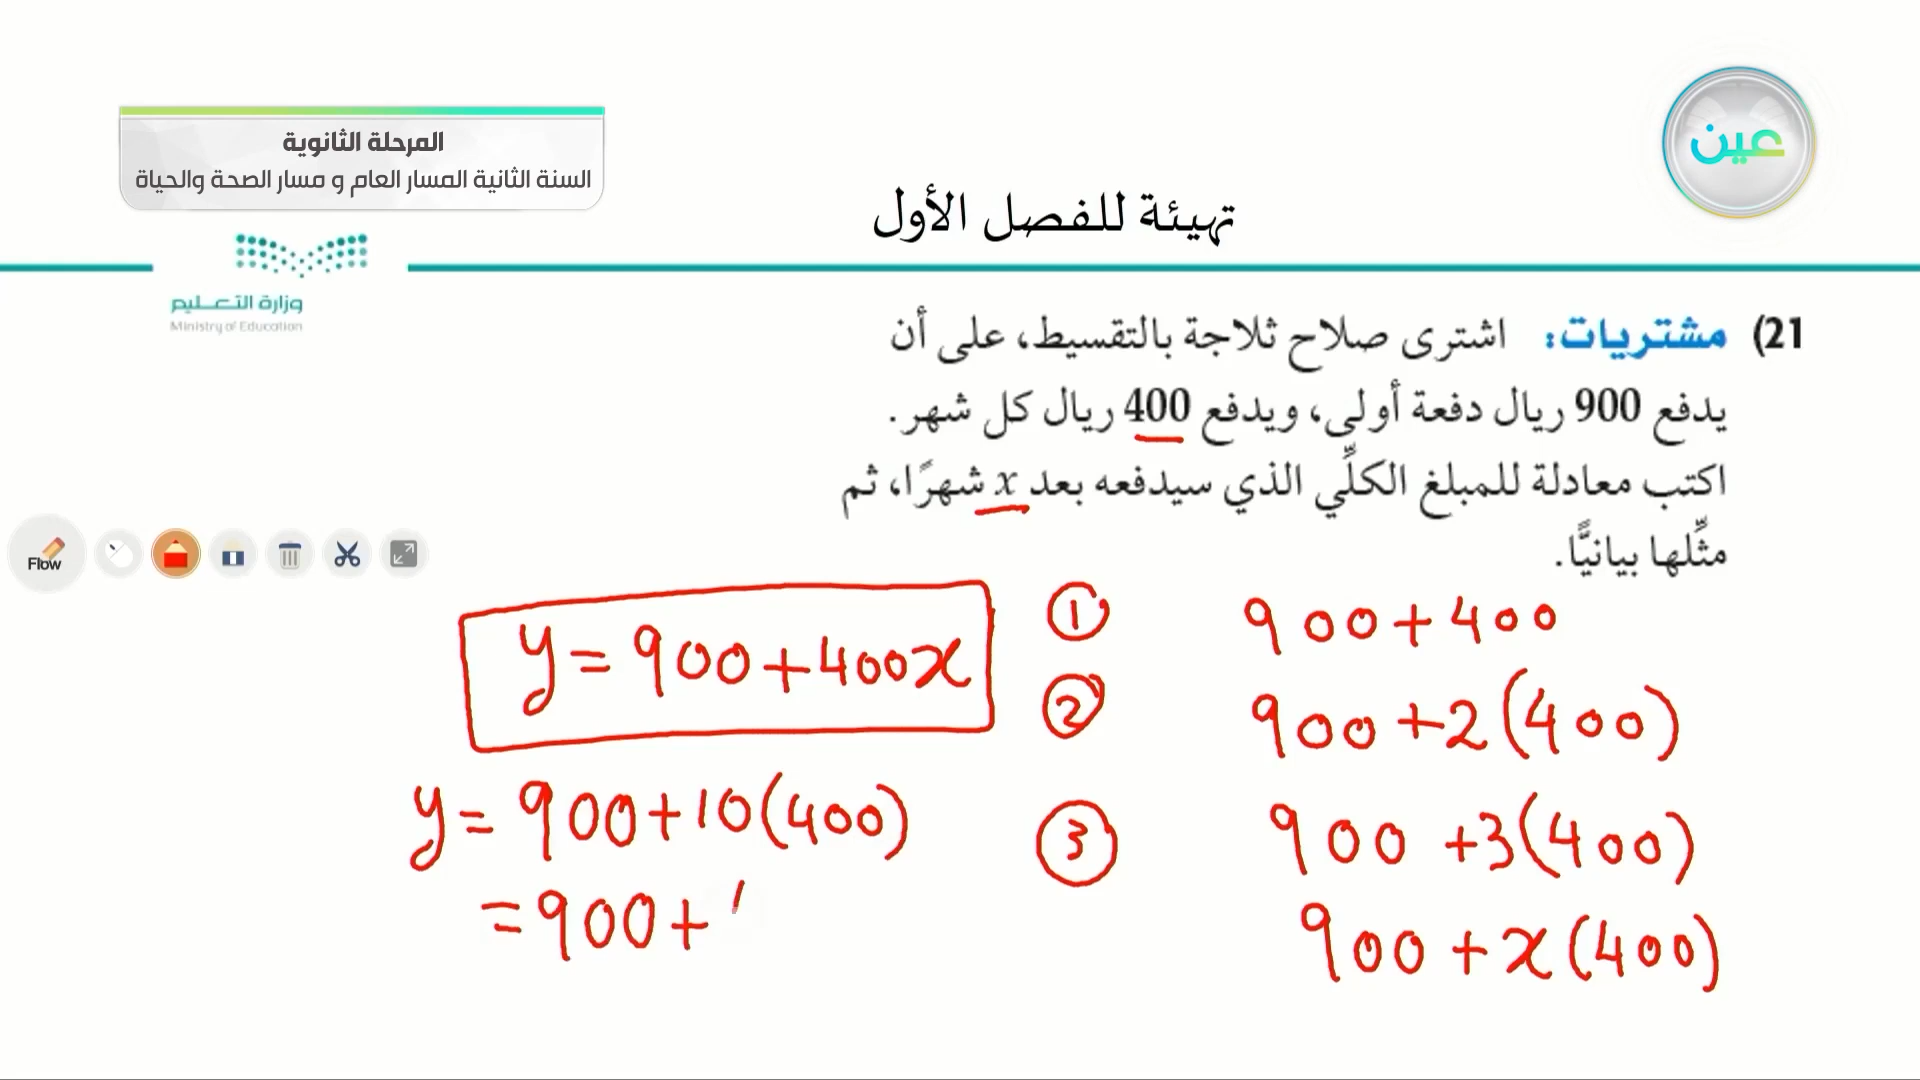 المرحلة الثانوية
السنة الثانية المسار العام و مسار الصحة والحياة
عين
تهيئة للفصل الأول
وزارة التعليم
Ministry of Education
21) مشتريات: اشترى صلاح ثلاجة بالتقسيط، على أن
يدفع 900 ريال دفعة أولى، ويدفع 400 ريال كل شهر.
اكتب معادلة للمبلغ الكلِّي الذي سيدفعه بعد x شهرًا، ثم
مثِّلها بيانيًّا.
Flow
① 900 + 400
② 900 + 2 (400)
③ 900 + 3 (400)
900 + x (400)
y = 900 + 400x
y = 900 + 10 (400)
= 900 +